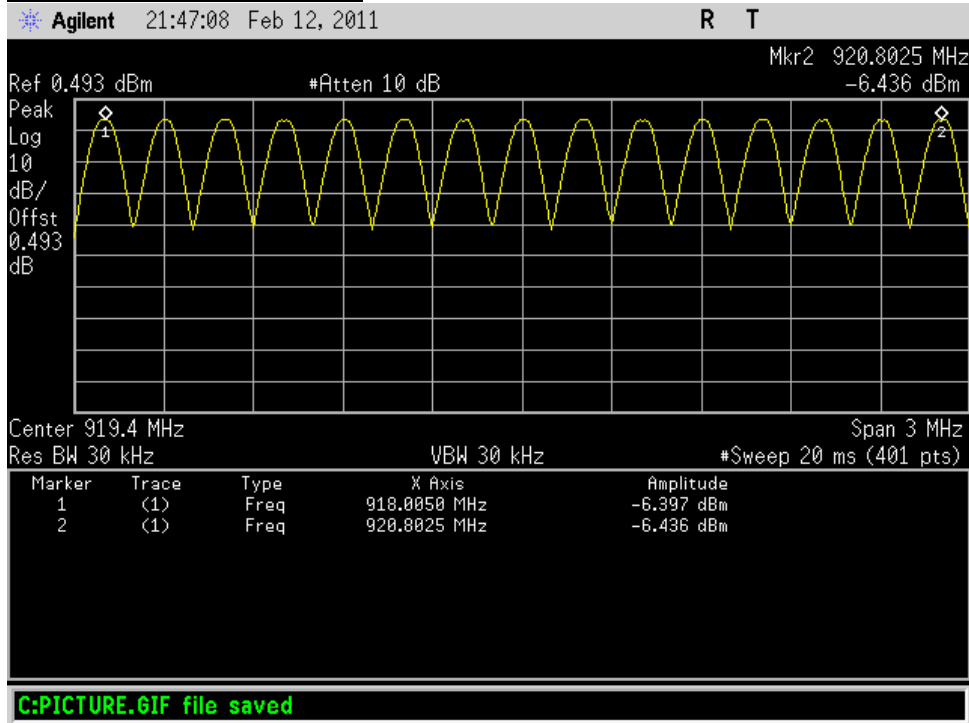 Agilent 21:47:08 Feb 12, 2011 R T
Mkr2 920.8025 MHz
Ref 0.493 dBm #Atten 10 dB -6.436 dBm
Peak
Log
10
dB/
Offst
0.493
dB
1 2
Center 919.4 MHz Span 3 MHz
Res BW 30 kHz VBW 30 kHz #Sweep 20 ms (401 pts)
Marker Trace Type X Axis Amplitude
1 (1) Freq 918.0050 MHz -6.397 dBm
2 (1) Freq 920.8025 MHz -6.436 dBm
C:PICTURE.GIF file saved